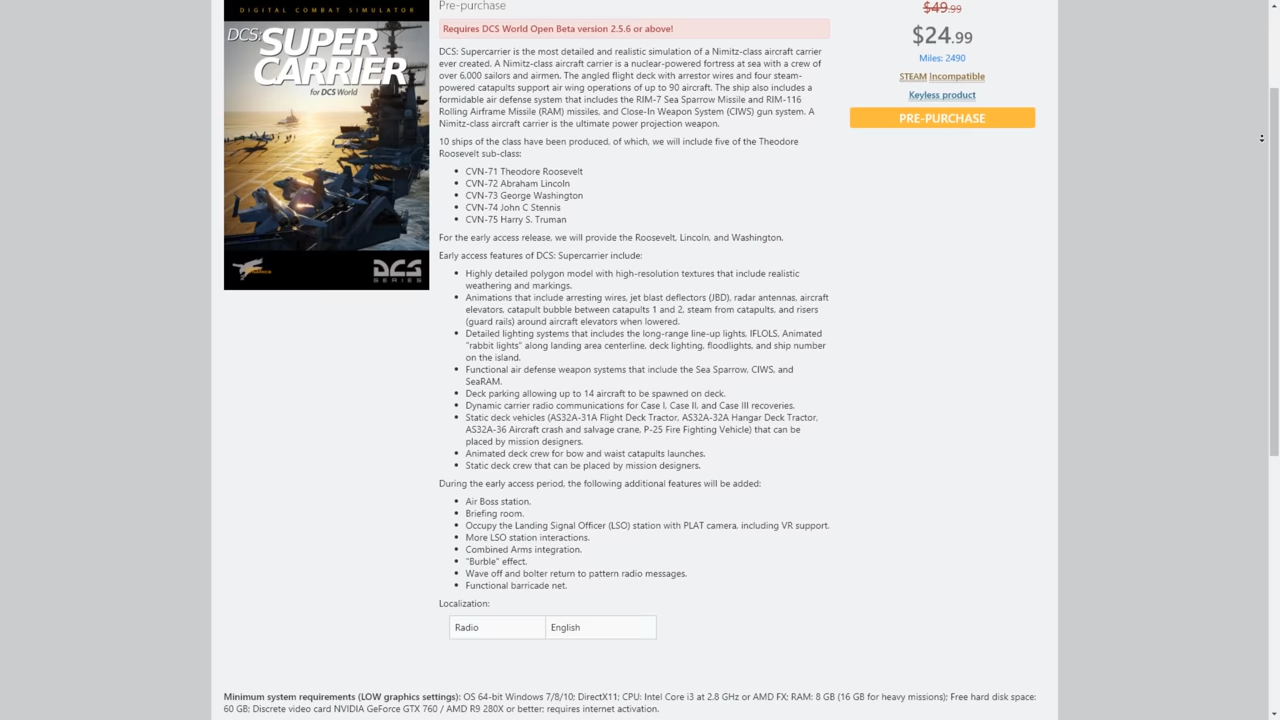 DIGITAL COMBAT SIMULATOR
DCS:
SUPER
CARRIER
for DCS World
DCS
SERIES
Pre-purchase
Requires DCS World Open Beta version 2.5.6 or above!
DCS: Supercarrier is the most detailed and realistic simulation of a Nimitz-class aircraft carrier
ever created. A Nimitz-class aircraft carrier is a nuclear-powered fortress at sea with a crew of
over 6,000 sailors and airmen. The angled flight deck with arrestor wires and four steam-
powered catapults support air wing operations of up to 90 aircraft. The ship also includes a
formidable air defense system that includes the RIM-7 Sea Sparrow Missile and RIM-116
Rolling Airframe Missile (RAM) missiles, and Close-In Weapon System (CIWS) gun system. A
Nimitz-class aircraft carrier is the ultimate power projection weapon.
10 ships of the class have been produced, of which, we will include five of the Theodore
Roosevelt sub-class:
• CVN-71 Theodore Roosevelt
• CVN-72 Abraham Lincoln
• CVN-73 George Washington
• CVN-74 John C Stennis
• CVN-75 Harry S. Truman
For the early access release, we will provide the Roosevelt, Lincoln, and Washington.
Early access features of DCS: Supercarrier include:
• Highly detailed polygon model with high-resolution textures that include realistic
weathering and markings.
• Animations that include arresting wires, jet blast deflectors (JBD), radar antennas, aircraft
elevators, catapult bubble between catapults 1 and 2, steam from catapults, and risers
(guard rails) around aircraft elevators when lowered.
• Detailed lighting systems that includes the long-range line-up lights, IFLOLS, Animated
"rabbit lights" along landing area centerline, deck lighting, floodlights, and ship number
on the island.
• Functional air defense weapon systems that include the Sea Sparrow, CIWS, and
SeaRAM.
• Deck parking allowing up to 14 aircraft to be spawned on deck.
• Dynamic carrier radio communications for Case I, Case II, and Case III recoveries.
• Static deck vehicles (AS32A-31A Flight Deck Tractor, AS32A-32A Hangar Deck Tractor,
AS32A-36 Aircraft crash and salvage crane, P-25 Fire Fighting Vehicle) that can be
placed by mission designers.
• Animated deck crew for bow and waist catapults launches.
• Static deck crew that can be placed by mission designers.
During the early access period, the following additional features will be added:
• Air Boss station.
• Briefing room.
• Occupy the Landing Signal Officer (LSO) station with PLAT camera, including VR support.
• More LSO station interactions.
• Combined Arms integration.
• "Burble" effect.
• Wave off and bolter return to pattern radio messages.
• Functional barricade net.
Localization:
Radio English
$49.99
$24.99
Miles: 2490
STEAM Incompatible
Keyless product
PRE-PURCHASE
Minimum system requirements (LOW graphics settings): OS 64-bit Windows 7/8/10; DirectX11; CPU: Intel Core i3 at 2.8 GHz or AMD FX; RAM: 8 GB (16 GB for heavy missions); Free hard disk space:
60 GB; Discrete video card NVIDIA GeForce GTX 760 / AMD R9 280X or better; requires internet activation.